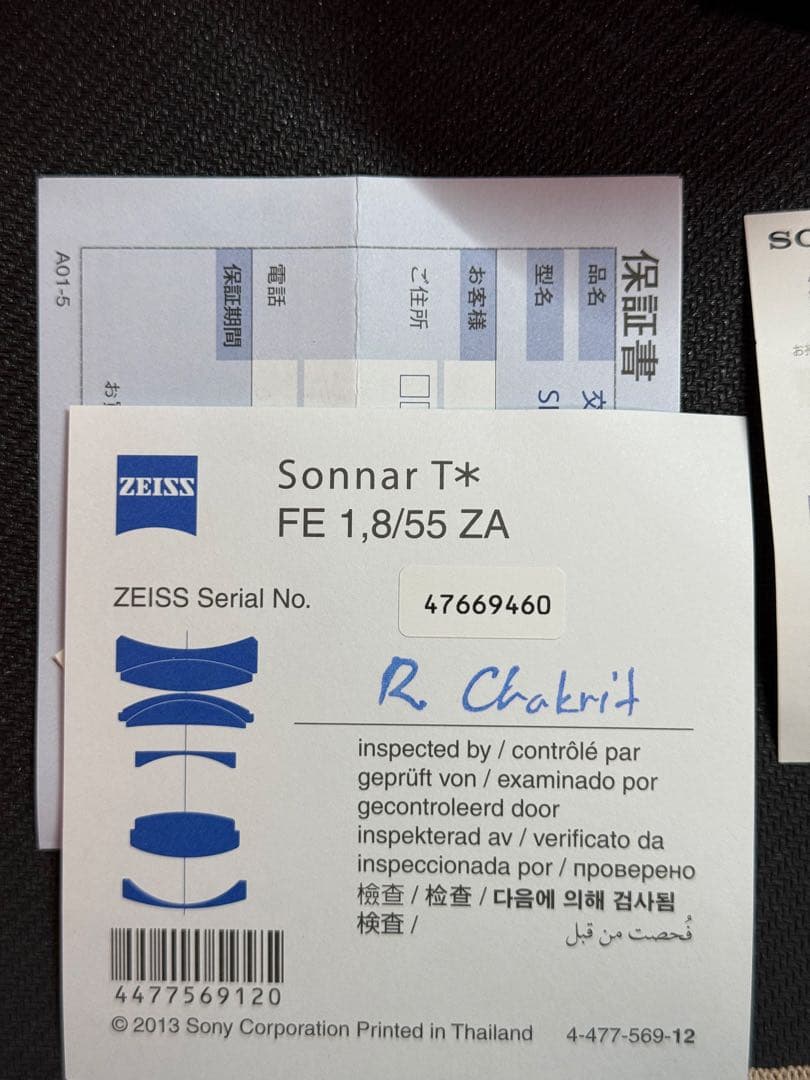 保証書
品名
型名
お客様
ご住所
電話
保証期間
A01-5
ZEISS
Sonnar T*
FE 1,8/55 ZA
ZEISS Serial No.
47669460
R Chakrit
inspected by / contrôlé par
geprüft von / examinado por
gecontroleerd door
inspekterad av / verificato da
inspeccionada por / проверено
檢查 / 检查 / 다음에 의해 검사됨
検査 / فُحصت من قبل
4477569120
© 2013 Sony Corporation Printed in Thailand 4-477-569-12